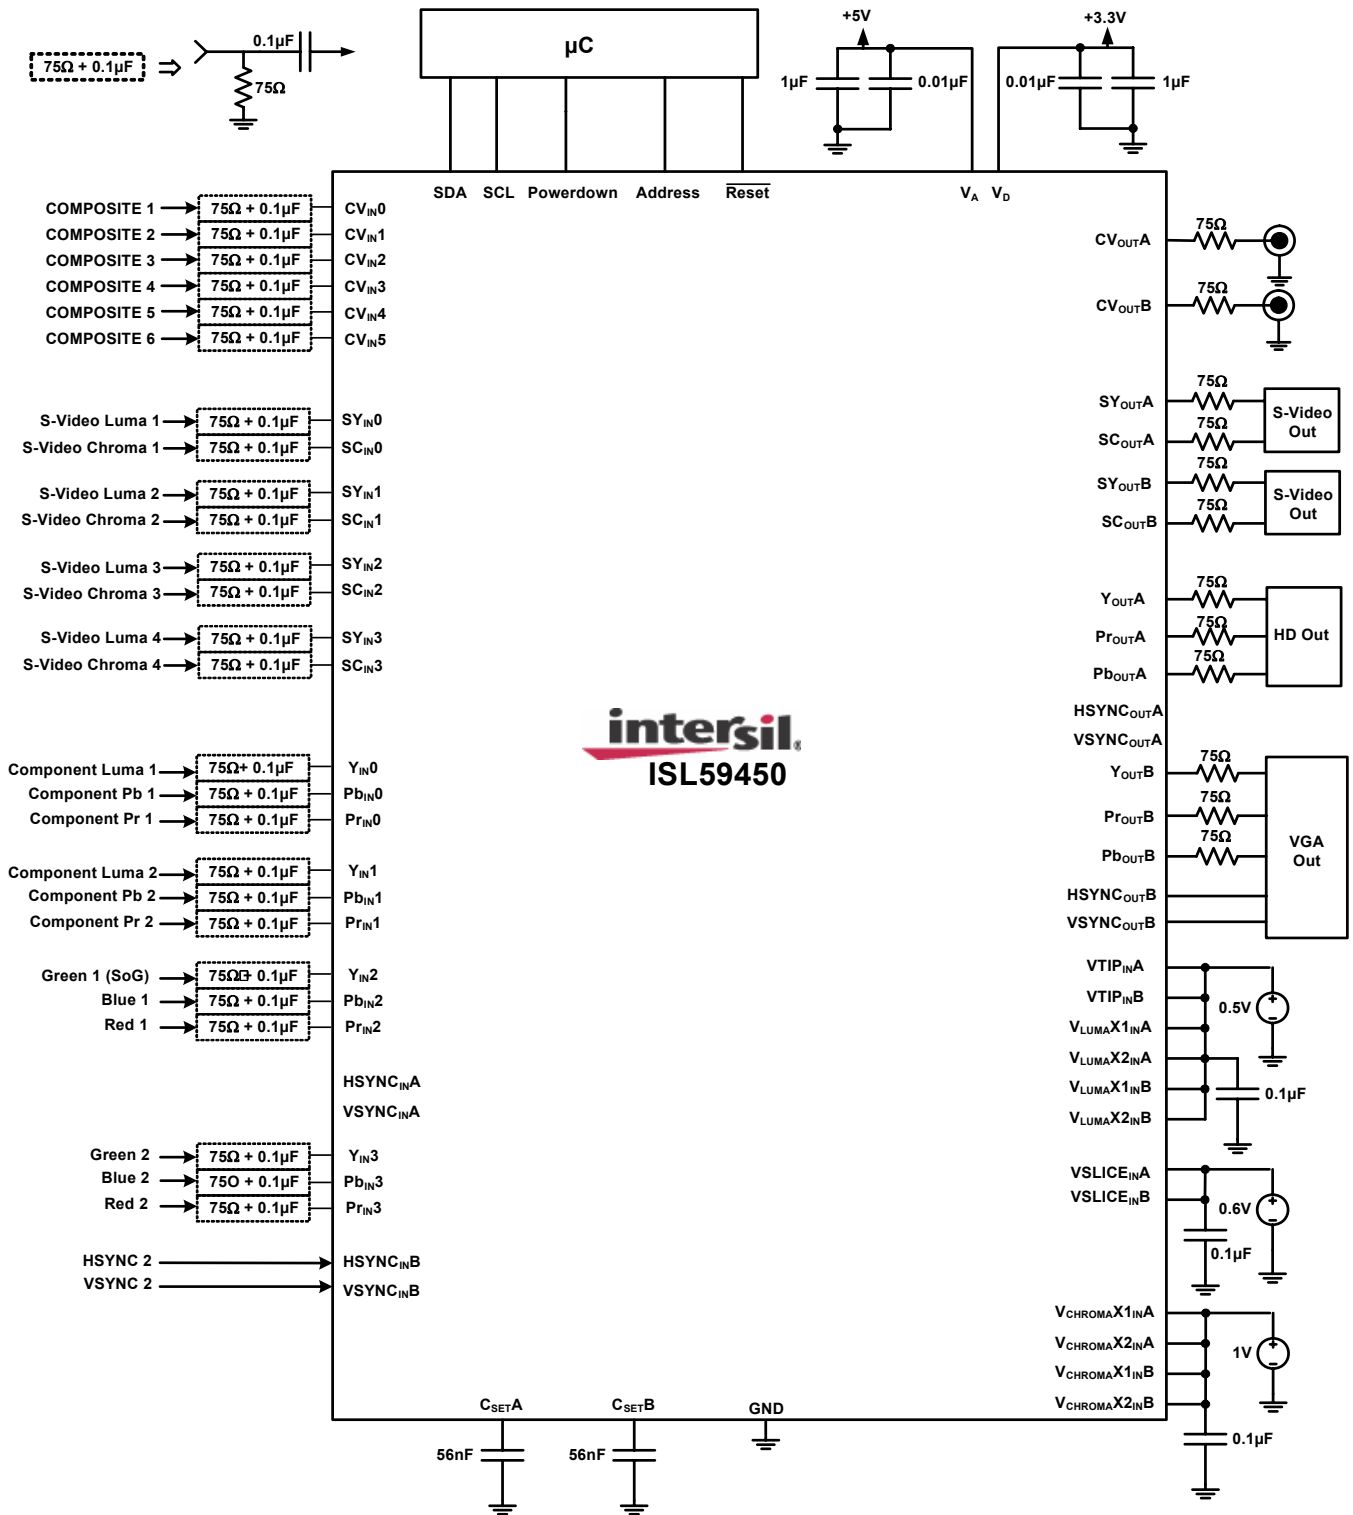 75Ω + 0.1µF
0.1µF
75Ω
µC
+5V
1µF
0.01µF
+3.3V
0.01µF
1µF
SDA SCL Powerdown Address Reset
VA VD
COMPOSITE 1 75Ω + 0.1µF CVIN0
COMPOSITE 2 75Ω + 0.1µF CVIN1
COMPOSITE 3 75Ω + 0.1µF CVIN2
COMPOSITE 4 75Ω + 0.1µF CVIN3
COMPOSITE 5 75Ω + 0.1µF CVIN4
COMPOSITE 6 75Ω + 0.1µF CVIN5
S-Video Luma 1 75Ω + 0.1µF SYIN0
S-Video Chroma 1 75Ω + 0.1µF SCIN0
S-Video Luma 2 75Ω + 0.1µF SYIN1
S-Video Chroma 2 75Ω + 0.1µF SCIN1
S-Video Luma 3 75Ω + 0.1µF SYIN2
S-Video Chroma 3 75Ω + 0.1µF SCIN2
S-Video Luma 4 75Ω + 0.1µF SYIN3
S-Video Chroma 4 75Ω + 0.1µF SCIN3
Component Luma 1 75Ω+ 0.1µF YIN0
Component Pb 1 75Ω + 0.1µF PbIN0
Component Pr 1 75Ω + 0.1µF PrIN0
Component Luma 2 75Ω + 0.1µF YIN1
Component Pb 2 75Ω + 0.1µF PbIN1
Component Pr 2 75Ω + 0.1µF PrIN1
Green 1 (SoG) 75Ω+ 0.1µF YIN2
Blue 1 75Ω + 0.1µF PbIN2
Red 1 75Ω + 0.1µF PrIN2
HSYNCINA
VSYNCINA
Green 2 75Ω + 0.1µF YIN3
Blue 2 75O + 0.1µF PbIN3
Red 2 75Ω + 0.1µF PrIN3
HSYNC 2 HSYNCINB
VSYNC 2 VSYNCINB
intersil®
ISL59450
CVOUTA 75Ω
CVOUTB 75Ω
SYOUTA 75Ω
SCOUTA 75Ω
S-Video
Out
SYOUTB 75Ω
SCOUTB 75Ω
S-Video
Out
YOUTA 75Ω
PrOUTA 75Ω
PbOUTA 75Ω
HD Out
HSYNCOUTA
VSYNCOUTA
YOUTB 75Ω
PrOUTB 75Ω
PbOUTB 75Ω
HSYNCOUTB
VSYNCOUTB
VGA
Out
VTIPINA
VTIPINB
VLUMAX1INA
VLUMAX2INA
VLUMAX1INB
VLUMAX2INB
0.5V
0.1µF
VSLICEINA
VSLICEINB
0.6V
0.1µF
VCHROMAX1INA
VCHROMAX2INA
VCHROMAX1INB
VCHROMAX2INB
1V
0.1µF
CSETA CSETB GND
56nF 56nF